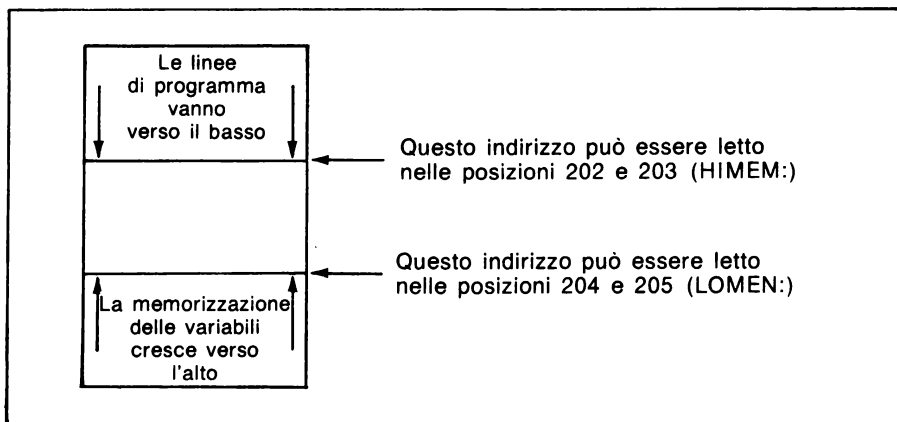 Le linee
di programma
vanno
verso il basso
Questo indirizzo può essere letto
nelle posizioni 202 e 203 (HIMEM:)
Questo indirizzo può essere letto
nelle posizioni 204 e 205 (LOMEN:)
La memorizzazione
delle variabili
cresce verso
l'alto